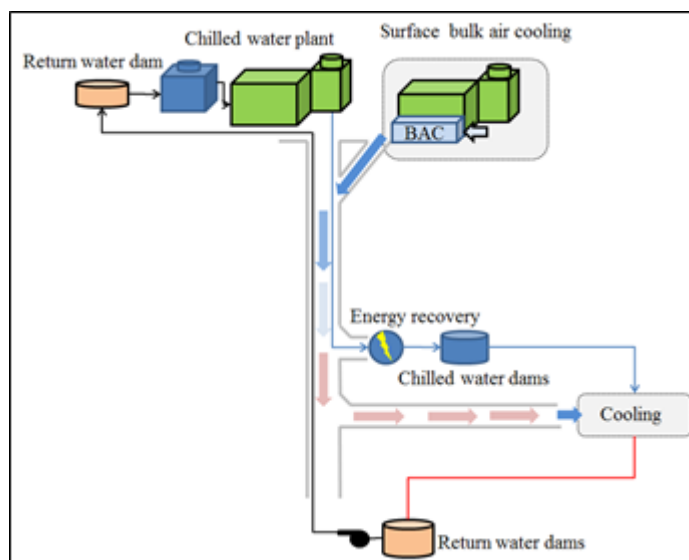 Chilled water plant
Surface bulk air cooling
Return water dam
BAC
Energy recovery
Chilled water dams
Cooling
Return water dams